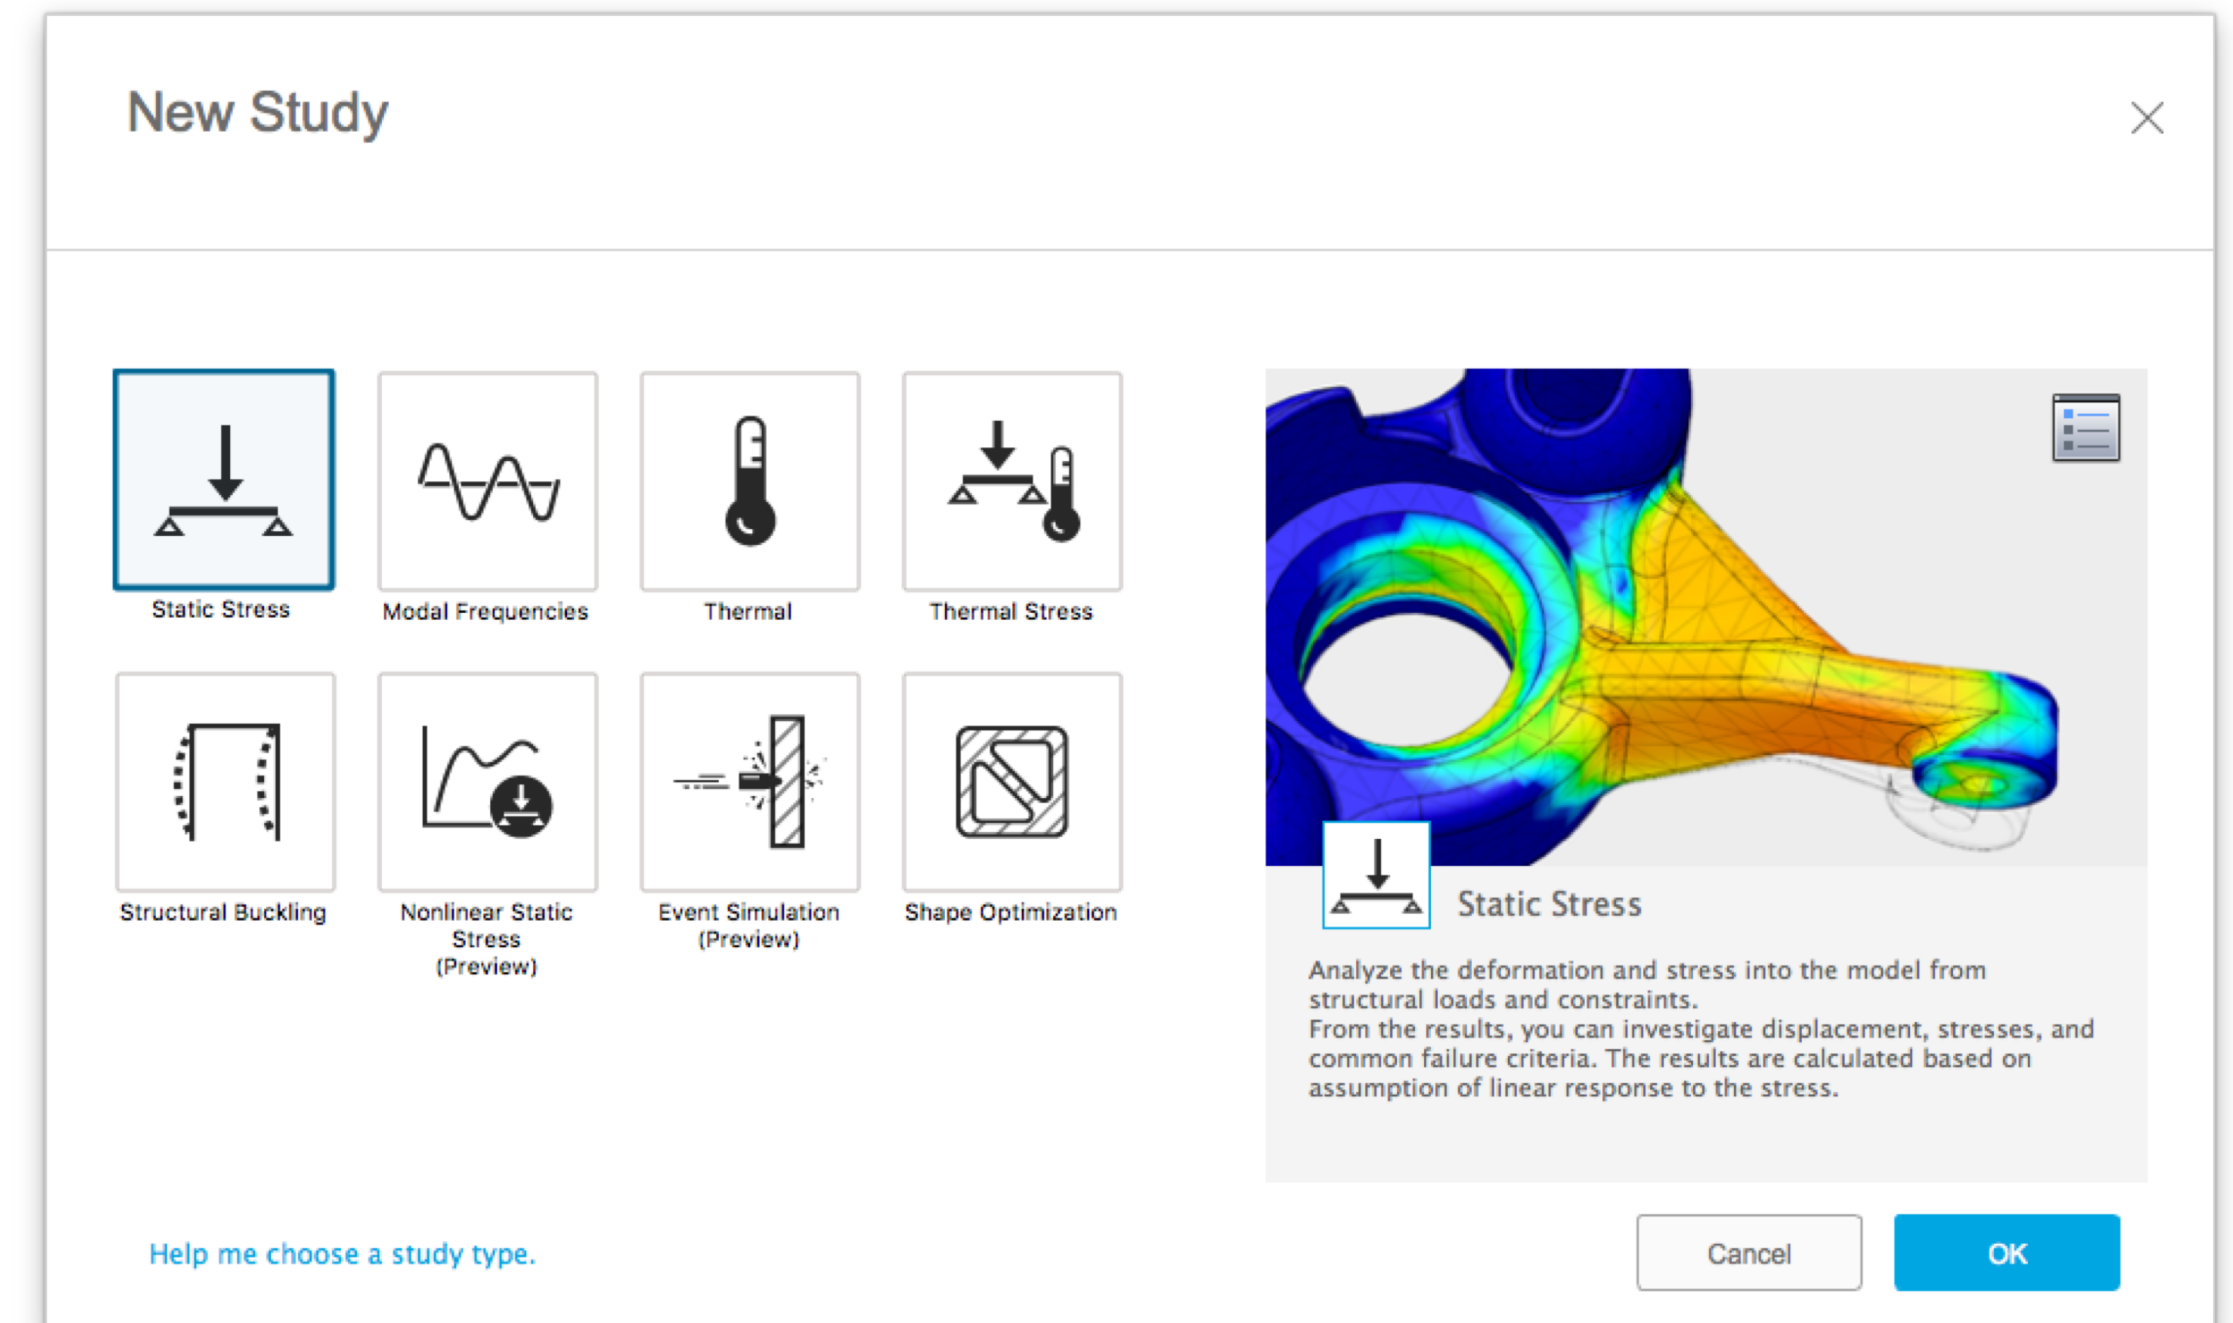 New Study
Static Stress
Modal Frequencies
Thermal
Thermal Stress
Structural Buckling
Nonlinear Static
Stress
(Preview)
Event Simulation
(Preview)
Shape Optimization
Static Stress
Analyze the deformation and stress into the model from
structural loads and constraints.
From the results, you can investigate displacement, stresses, and
common failure criteria. The results are calculated based on
assumption of linear response to the stress.
Help me choose a study type.
Cancel
OK